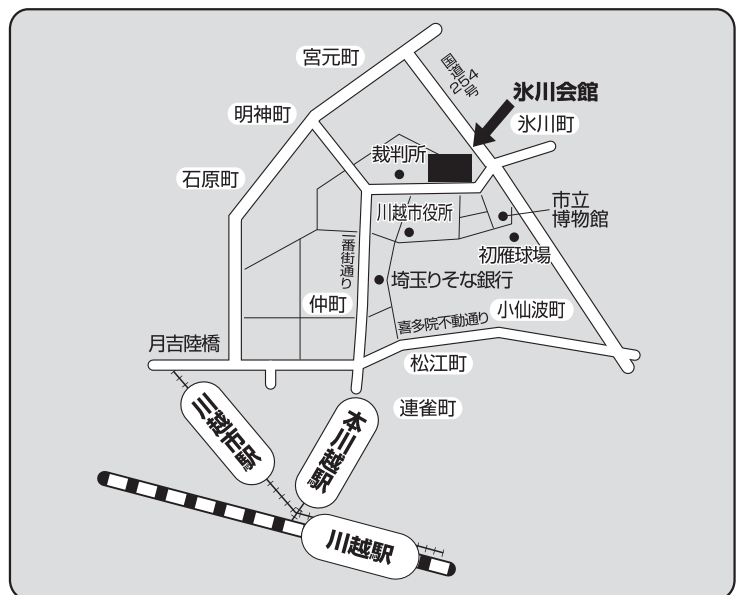 宮元町
国道254号
氷川会館
明神町
氷川町
裁判所
石原町
市立
博物館
川越市役所
一番街通り
初雁球場
埼玉りそな銀行
仲町
小仙波町
喜多院不動通り
月吉陸橋
松江町
連雀町
川越市駅
本川越駅
川越駅